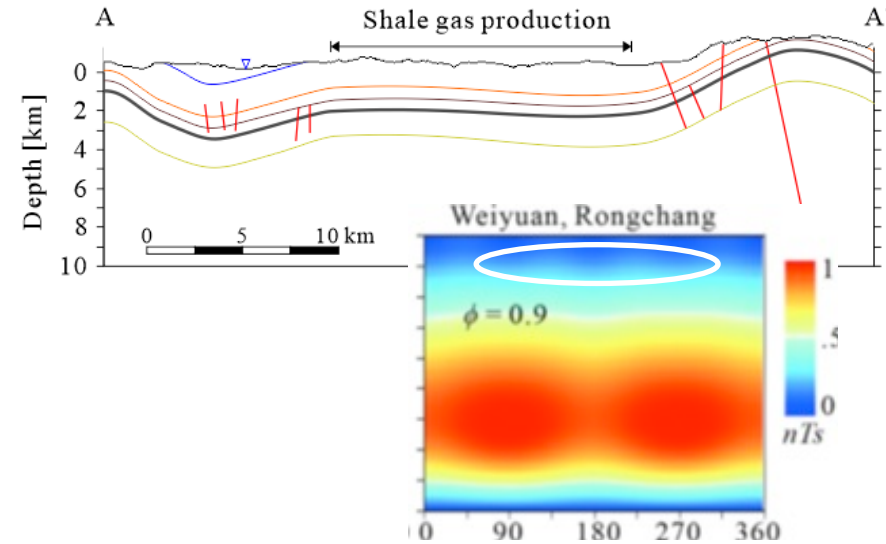 A
Shale gas production
A
Depth [km]
0
2
4
6
8
10
0 5 10 km
Weiyuan, Rongchang
ϕ = 0.9
1
.5
0
nTs
0 90 180 270 360